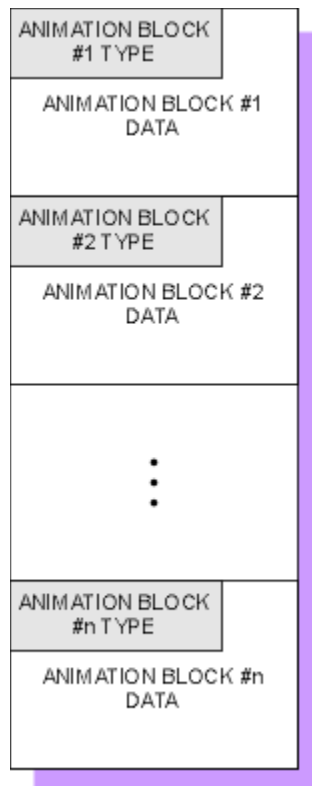 ANIMATION BLOCK
#1 TYPE
ANIMATION BLOCK #1
DATA
ANIMATION BLOCK
#2 TYPE
ANIMATION BLOCK #2
DATA
ANIMATION BLOCK
#n TYPE
ANIMATION BLOCK #n
DATA